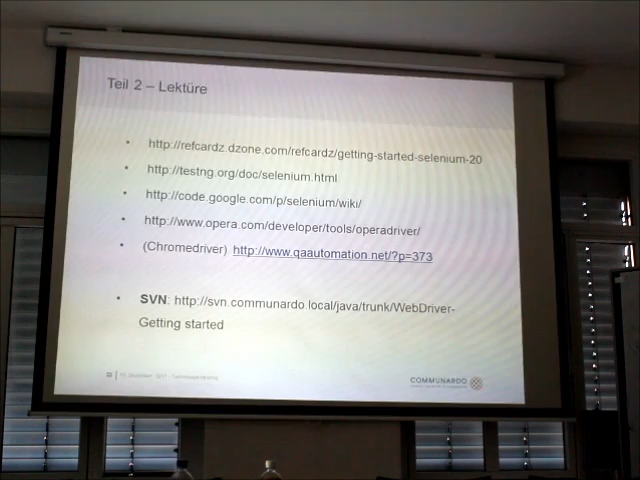 Teil 2 – Lektüre
• http://refcardz.dzone.com/refcardz/getting-started-selenium-20
• http://testng.org/doc/selenium.html
• http://code.google.com/p/selenium/wiki/
• http://www.opera.com/developer/tools/operadriver/
• (Chromedriver) http://www.qaautomation.net/?p=373
• SVN: http://svn.communardo.local/java/trunk/WebDriver-
Getting started
COMMUNARDO